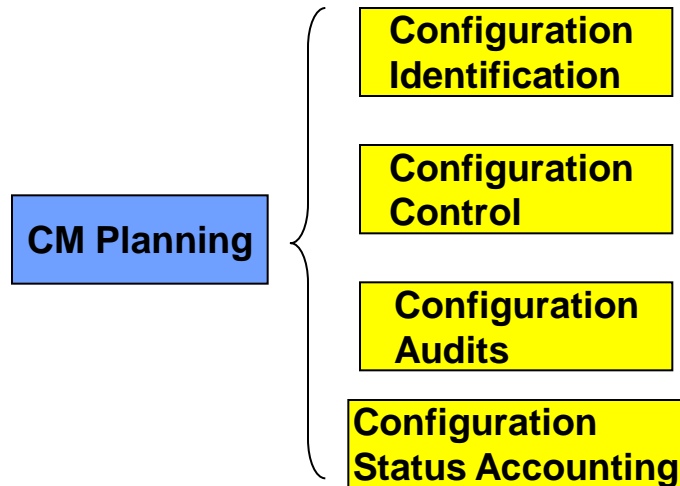 Configuration
Identification
Configuration
Control
CM Planning
Configuration
Audits
Configuration
Status Accounting